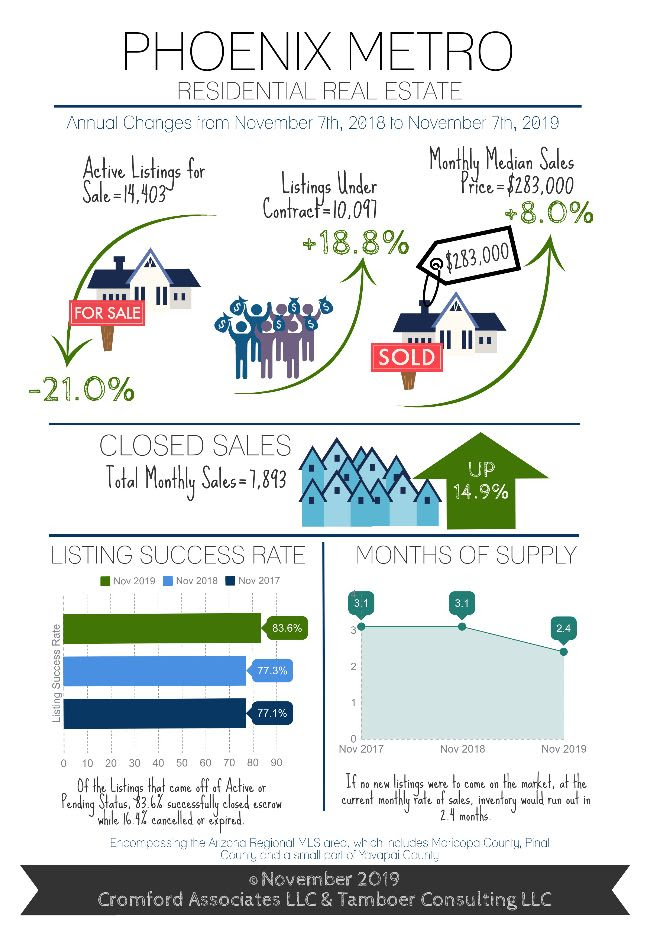 PHOENIX METRO
RESIDENTIAL REAL ESTATE
Annual Changes from November 7th, 2018 to November 7th, 2019
Active Listings for
Sale=14,403
Listings Under
Contract=10,097
Monthly Median Sales
Price=$283,000
+8.0%
+18.8%
$283,000
FOR SALE
SOLD
-21.0%
CLOSED SALES
Total Monthly Sales=7,893
UP
14.9%
LISTING SUCCESS RATE
Nov 2019 Nov 2018 Nov 2017
Listing Success Rate
83.6%
77.3%
77.1%
0 10 20 30 40 50 60 70 80 90
Of the Listings that came off of Active or
Pending Status, 83.6% successfully closed escrow
while 16.4% cancelled or expired.
MONTHS OF SUPPLY
4
3.1 3.1
3
2.4
2
1
0
Nov 2017 Nov 2018 Nov 2019
If no new listings were to come on the market, at the
current monthly rate of sales, inventory would run out in
2.4 months.
Encompassing the Arizona Regional MLS area, which includes Maricopa County, Pinal
County and a small part of Yavapai County
©November 2019
Cromford Associates LLC & Tamboer Consulting LLC